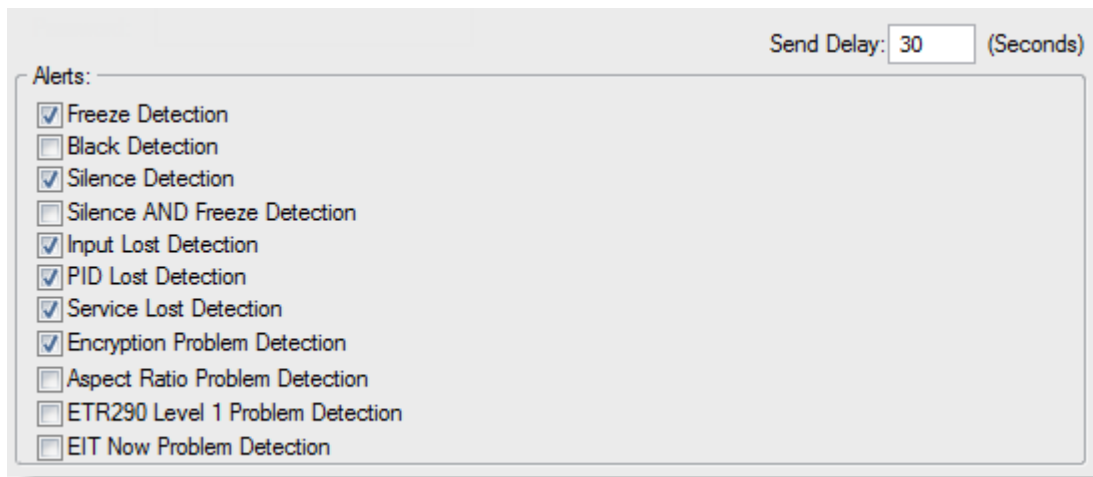 Send Delay: 30 (Seconds)
Alerts:
Freeze Detection
Black Detection
Silence Detection
Silence AND Freeze Detection
Input Lost Detection
PID Lost Detection
Service Lost Detection
Encryption Problem Detection
Aspect Ratio Problem Detection
ETR290 Level 1 Problem Detection
EIT Now Problem Detection